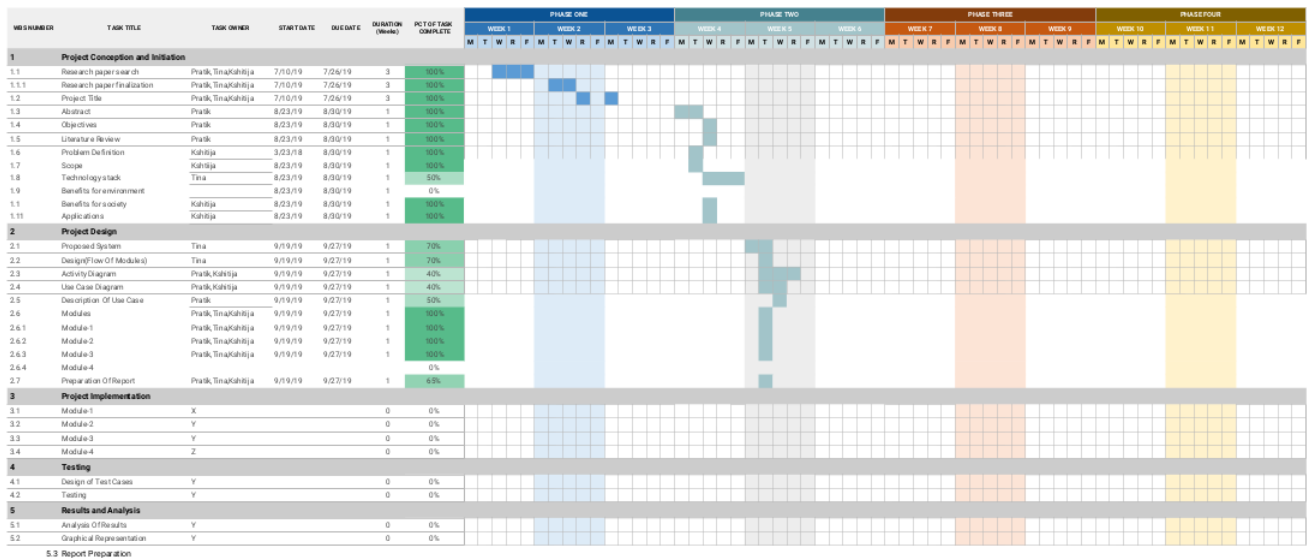 PHASE ONE PHASE TWO PHASE THREE PHASE FOUR
WBS NUMBER TASK TITLE TASK OWNER START DATE DUE DATE DURATION (Weeks) PCT OF TASK COMPLETE WEEK 1 WEEK 2 WEEK 3 WEEK 4 WEEK 5 WEEK 6 WEEK 7 WEEK 8 WEEK 9 WEEK 10 WEEK 11 WEEK 12
M T W R F M T W R F M T W R F M T W R F M T W R F M T W R F M T W R F M T W R F M T W R F M T W R F M T W R F M T W R F
1 Project Conception and Initiation
1.1 Research paper search Pratik,Tina,Kshitija 7/10/19 7/26/19 3 100%
1.1.1 Research paper finalization Pratik,Tina,Kshitija 7/10/19 7/26/19 3 100%
1.2 Project Title Pratik,Tina,Kshitija 7/10/19 7/26/19 3 100%
1.3 Abstract Pratik 8/23/19 8/30/19 1 100%
1.4 Objectives Pratik 8/23/19 8/30/19 1 100%
1.5 Literature Review Pratik 8/23/19 8/30/19 1 100%
1.6 Problem Definition Kshitija 3/23/18 8/30/19 1 100%
1.7 Scope Kshtiija 8/23/19 8/30/19 1 100%
1.8 Technology stack Tina 8/23/19 8/30/19 1 50%
1.9 Benefits for environment 8/23/19 8/30/19 1 0%
1.1 Benefits for society Kshitija 8/23/19 8/30/19 1 100%
1.11 Applications Kshitija 8/23/19 8/30/19 1 100%
2 Project Design
2.1 Proposed System Tina 9/19/19 9/27/19 1 70%
2.2 Design(Flow Of Modules) Tina 9/19/19 9/27/19 1 70%
2.3 Activity Diagram Pratik,Kshitija 9/19/19 9/27/19 1 40%
2.4 Use Case Diagram Pratik,Kshitija 9/19/19 9/27/19 1 40%
2.5 Description Of Use Case Pratik 9/19/19 9/27/19 1 50%
2.6 Modules Pratik,Tina,Kshitija 9/19/19 9/27/19 1 100%
2.6.1 Module-1 Pratik,Tina,Kshitija 9/19/19 9/27/19 1 100%
2.6.2 Module-2 Pratik,Tina,Kshitija 9/19/19 9/27/19 1 100%
2.6.3 Module-3 Pratik,Tina,Kshitija 9/19/19 9/27/19 1 100%
2.6.4 Module-4 0%
2.7 Preparation Of Report Pratik,Tina,Kshitija 9/19/19 9/27/19 1 65%
3 Project Implementation
3.1 Module-1 X 0 0%
3.2 Module-2 Y 0 0%
3.3 Module-3 Y 0 0%
3.4 Module-4 Z 0 0%
4 Testing
4.1 Design of Test Cases Y 0 0%
4.2 Testing Y 0 0%
5 Results and Analysis
5.1 Analysis Of Results Y 0 0%
5.2 Graphical Representation Y 0 0%
5.3 Report Preparation